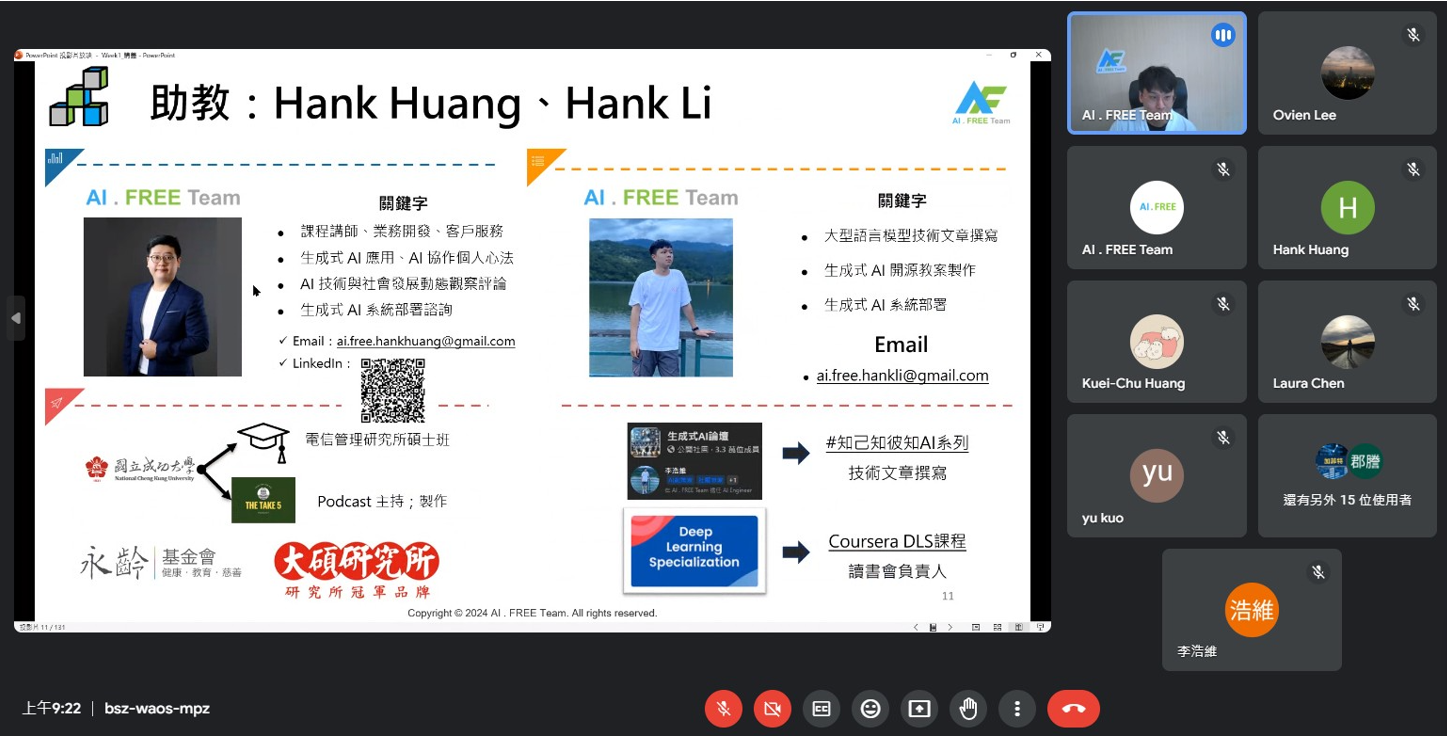 PowerPoint 投影片放映 - Week1_精華 - PowerPoint
助教：Hank Huang、Hank Li
AI . FREE Team
AI . FREE Team
關鍵字
課程講師、業務開發、客戶服務
生成式 AI 應用、AI 協作個人心法
AI 技術與社會發展動態觀察評論
生成式 AI 系統部署諮詢
Email：ai.free.hankhuang@gmail.com
LinkedIn：
國立成功大學
National Cheng Kung University
電信管理研究所碩士班
THE TAKE 5
Podcast 主持；製作
永齡 基金會
健康．教育．慈善
大碩研究所
研究所冠軍品牌
AI . FREE Team
關鍵字
大型語言模型技術文章撰寫
生成式 AI 開源教案製作
生成式 AI 系統部署
Email
ai.free.hankli@gmail.com
生成式AI論壇
公開社團．3.3 萬位成員
李浩維
+1
#知己知彼知AI系列
技術文章撰寫
Deep
Learning
Specialization
Coursera DLS課程
讀書會負責人
11
Copyright © 2024 AI . FREE Team. All rights reserved.
投影片 11 / 131
AI . FREE Team
AI . FREE Team
Ovien Lee
AI.FREE
AI . FREE Team
H
Hank Huang
Kuei-Chu Huang
Laura Chen
yu
yu kuo
郡謄
還有另外 15 位使用者
浩維
李浩維
上午9:22 | bsz-waos-mpz